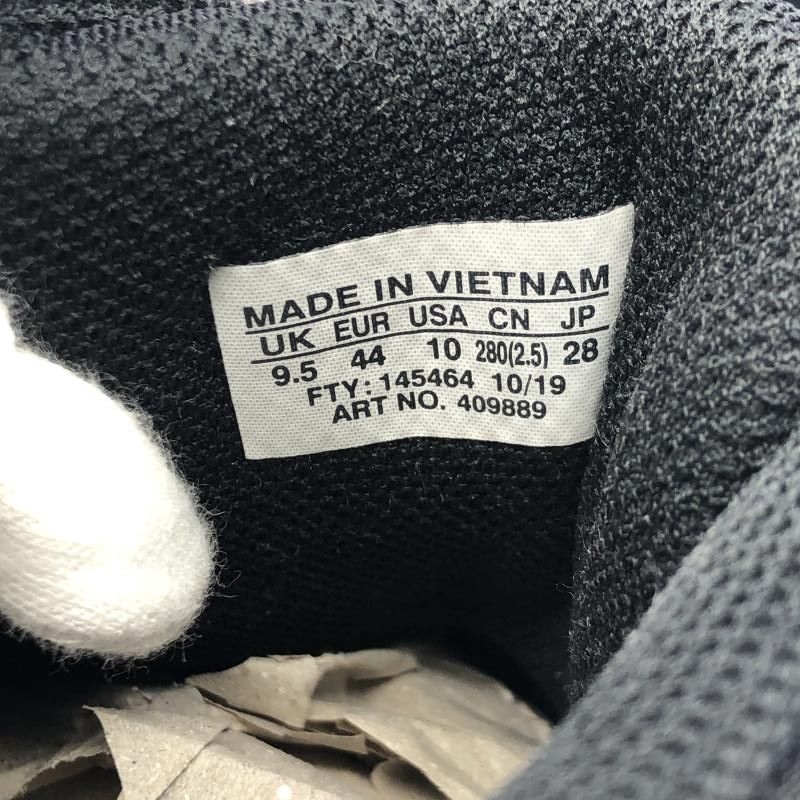 MADE IN VIETNAM
UK EUR USA CN JP
9.5 44 10 280(2.5) 28
FTY: 145464 10/19
ART NO. 409889